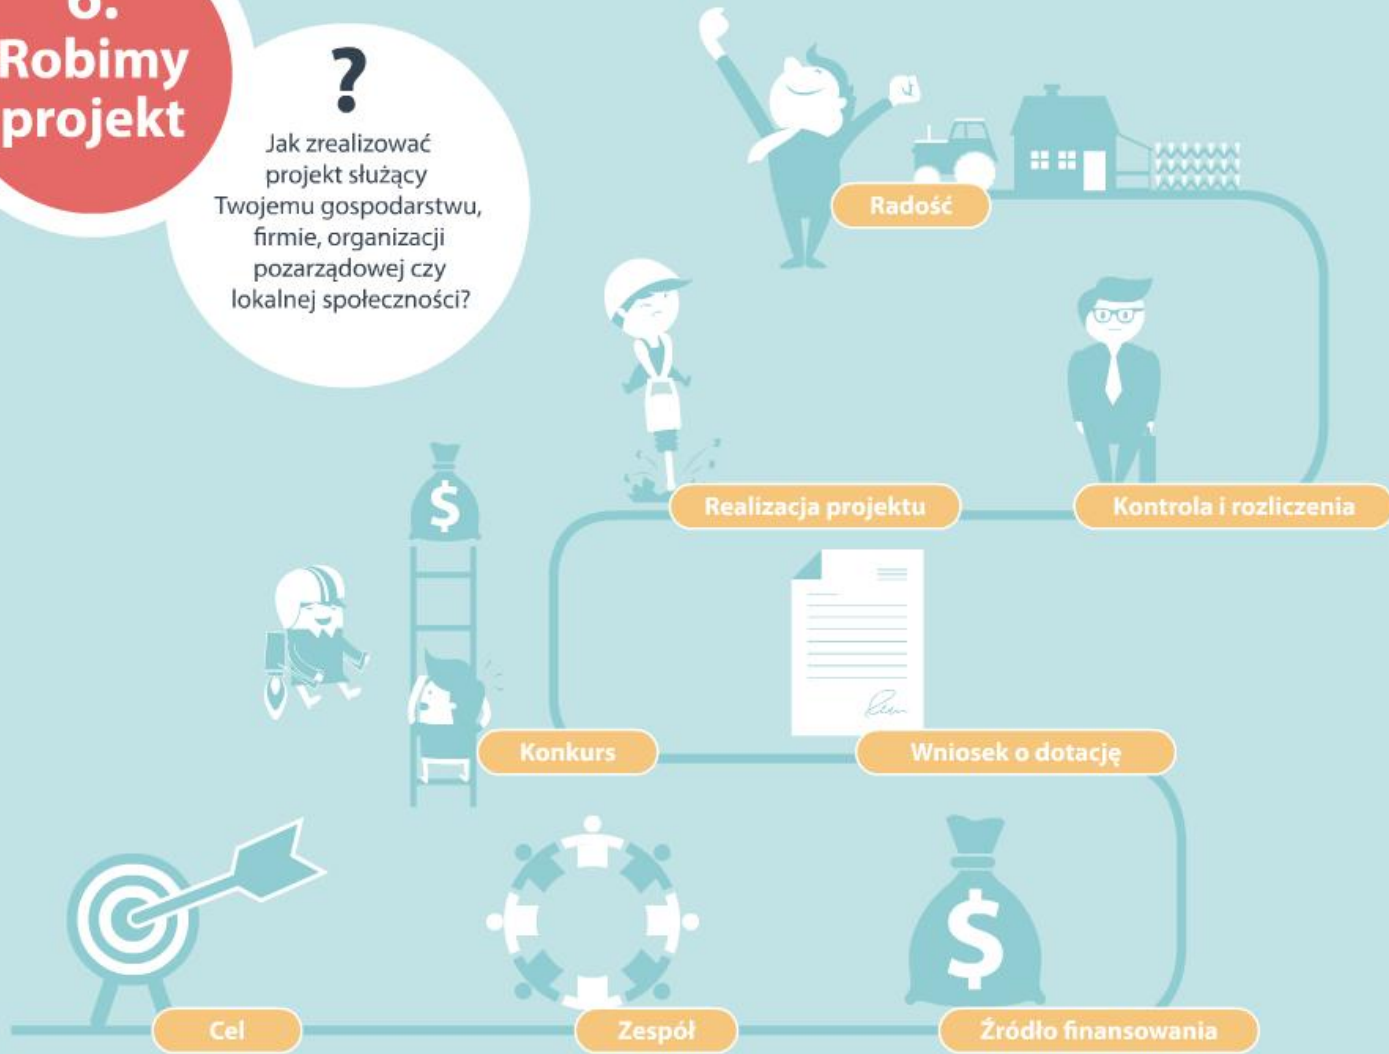 6.
Robimy
projekt
?
Jak zrealizować
projekt służący
Twojemu gospodarstwu,
firmie, organizacji
pozarządowej czy
lokalnej społeczności?
Radość
Realizacja projektu
Kontrola i rozliczenia
$
Konkurs
Wniosek o dotację
$
Cel
Zespół
Źródło finansowania